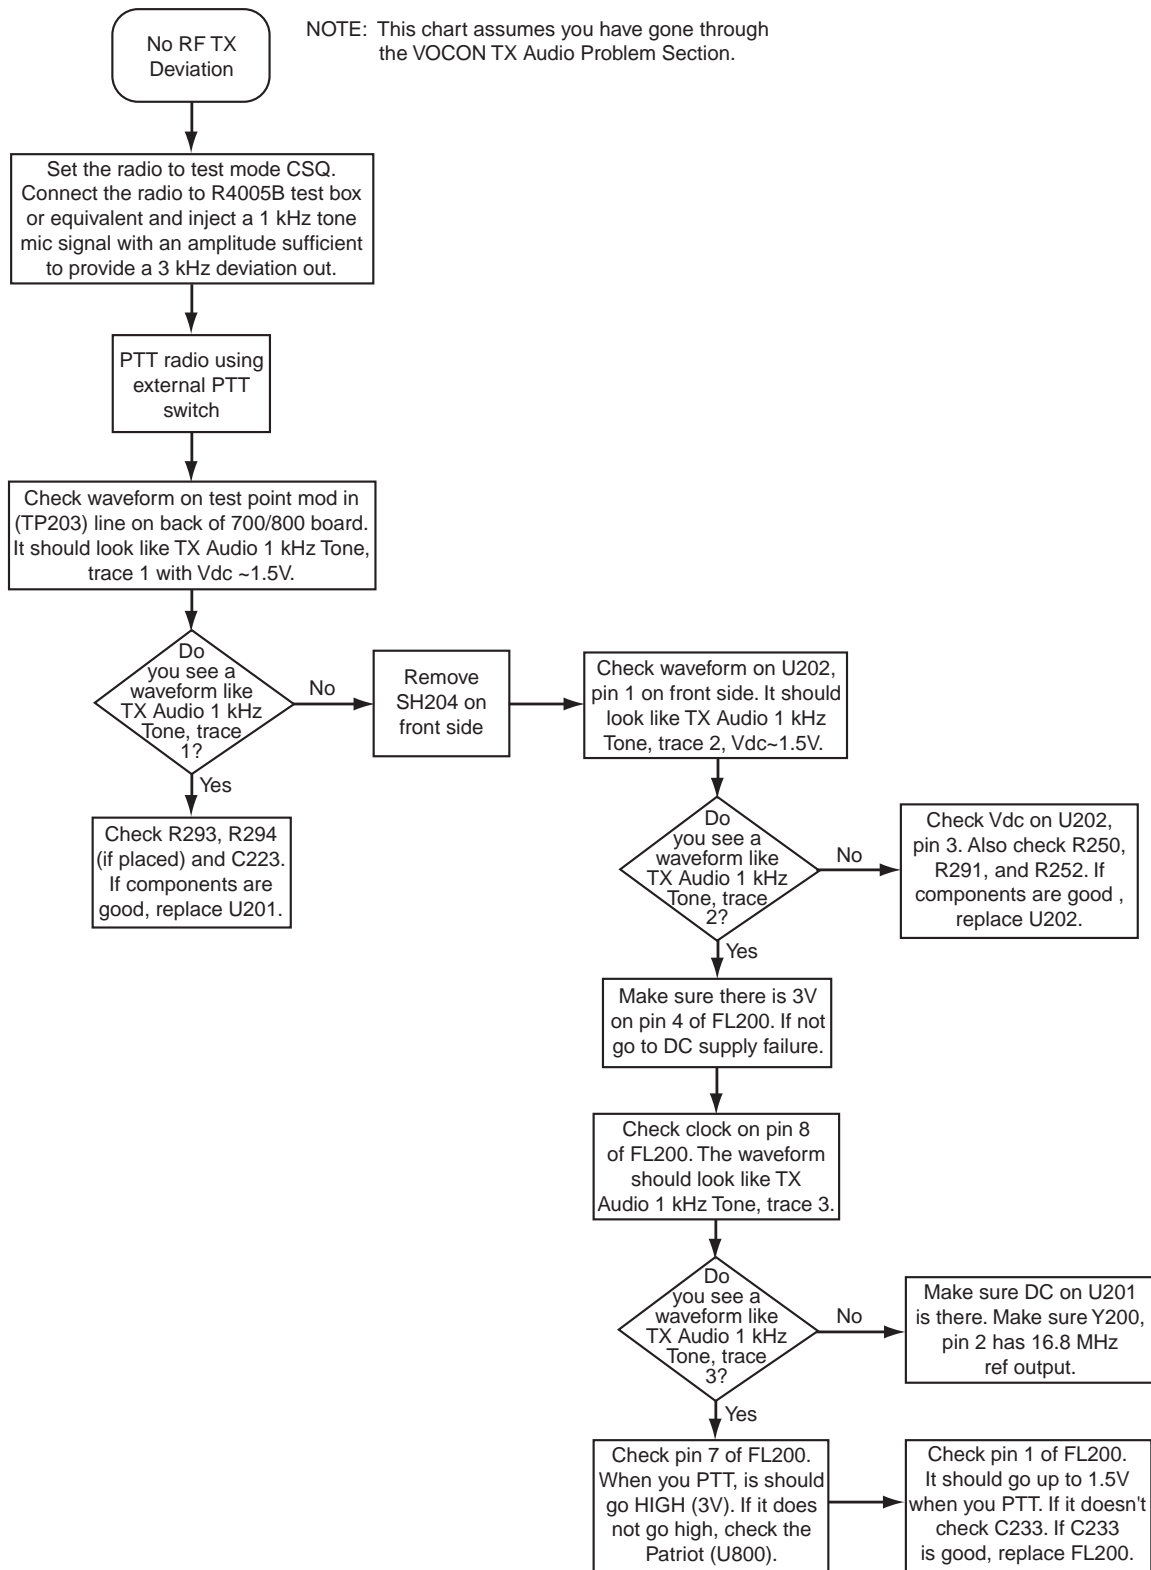 No RF TX
Deviation
NOTE: This chart assumes you have gone through
the VOCON TX Audio Problem Section.
Set the radio to test mode CSQ.
Connect the radio to R4005B test box
or equivalent and inject a 1 kHz tone
mic signal with an amplitude sufficient
to provide a 3 kHz deviation out.
PTT radio using
external PTT
switch
Check waveform on test point mod in
(TP203) line on back of 700/800 board.
It should look like TX Audio 1 kHz Tone,
trace 1 with Vdc ~1.5V.
Do
you see a
waveform like
TX Audio 1 kHz
Tone, trace
1?
No
Remove
SH204 on
front side
Check waveform on U202,
pin 1 on front side. It should
look like TX Audio 1 kHz
Tone, trace 2, Vdc~1.5V.
Yes
Check R293, R294
(if placed) and C223.
If components are
good, replace U201.
Do
you see a
waveform like
TX Audio 1 kHz
Tone, trace
2?
No
Check Vdc on U202,
pin 3. Also check R250,
R291, and R252. If
components are good ,
replace U202.
Yes
Make sure there is 3V
on pin 4 of FL200. If not
go to DC supply failure.
Check clock on pin 8
of FL200. The waveform
should look like TX
Audio 1 kHz Tone, trace 3.
Do
you see a
waveform like
TX Audio 1 kHz
Tone, trace
3?
No
Make sure DC on U201
is there. Make sure Y200,
pin 2 has 16.8 MHz
ref output.
Yes
Check pin 7 of FL200.
When you PTT, is should
go HIGH (3V). If it does
not go high, check the
Patriot (U800).
Check pin 1 of FL200.
It should go up to 1.5V
when you PTT. If it doesn't
check C233. If C233
is good, replace FL200.